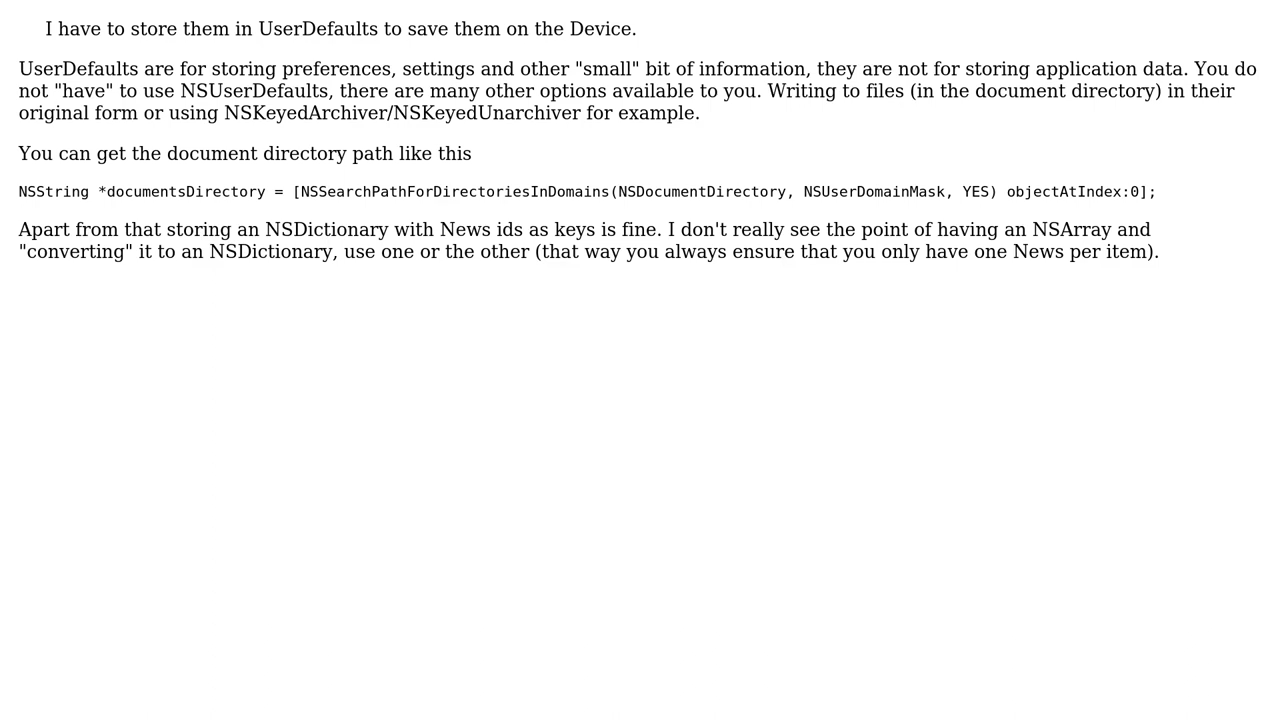 I have to store them in UserDefaults to save them on the Device.
UserDefaults are for storing preferences, settings and other "small" bit of information, they are not for storing application data. You do
not "have" to use NSUserDefaults, there are many other options available to you. Writing to files (in the document directory) in their
original form or using NSKeyedArchiver/NSKeyedUnarchiver for example.
You can get the document directory path like this
NSString *documentsDirectory = [NSSearchPathForDirectoriesInDomains(NSDocumentDirectory, NSUserDomainMask, YES) objectAtIndex:0];
Apart from that storing an NSDictionary with News ids as keys is fine. I don't really see the point of having an NSArray and
"converting" it to an NSDictionary, use one or the other (that way you always ensure that you only have one News per item).